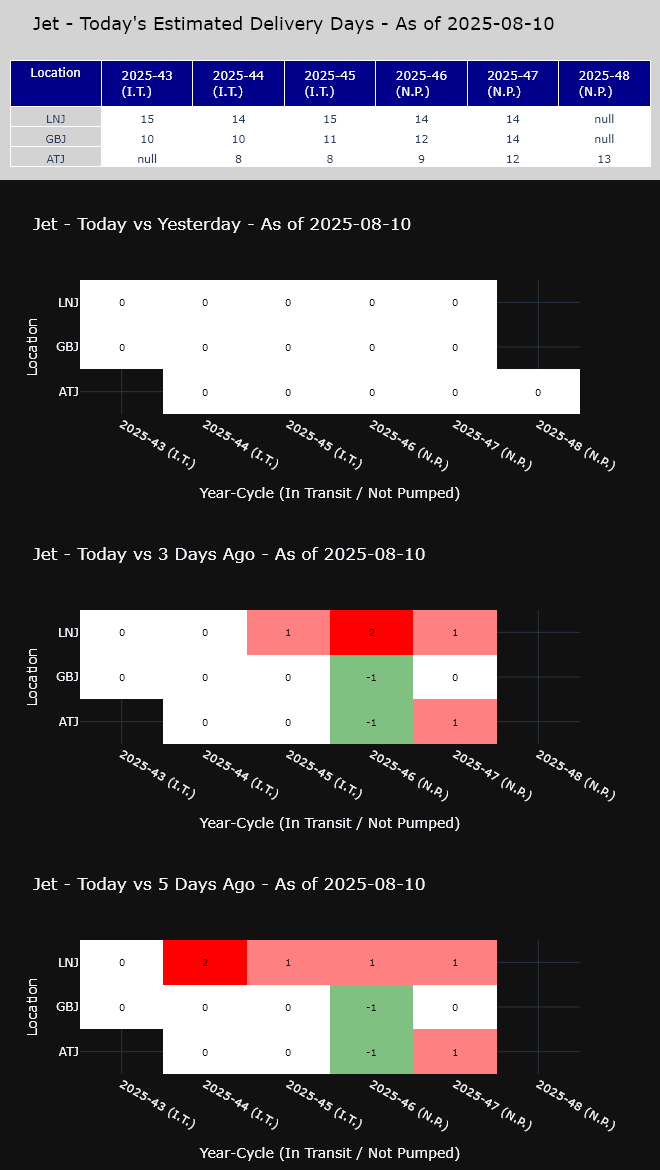 Jet - Today's Estimated Delivery Days - As of 2025-08-10
Location 2025-43 (I.T.) 2025-44 (I.T.) 2025-45 (I.T.) 2025-46 (N.P.) 2025-47 (N.P.) 2025-48 (N.P.)
LNJ 15 14 15 14 14 null
GBJ 10 10 11 12 14 null
ATJ null 8 8 9 12 13
Jet - Today vs Yesterday - As of 2025-08-10
Location
LNJ 0 0 0 0 0
GBJ 0 0 0 0 0
ATJ 0 0 0 0 0
2025-43 (I.T.) 2025-44 (I.T.) 2025-45 (I.T.) 2025-46 (N.P.) 2025-47 (N.P.) 2025-48 (N.P.)
Year-Cycle (In Transit / Not Pumped)
Jet - Today vs 3 Days Ago - As of 2025-08-10
Location
LNJ 0 0 1 2 1
GBJ 0 0 0 -1 0
ATJ 0 0 -1 1
2025-43 (I.T.) 2025-44 (I.T.) 2025-45 (I.T.) 2025-46 (N.P.) 2025-47 (N.P.) 2025-48 (N.P.)
Year-Cycle (In Transit / Not Pumped)
Jet - Today vs 5 Days Ago - As of 2025-08-10
Location
LNJ 0 2 1 1 1
GBJ 0 0 0 -1 0
ATJ 0 0 -1 1
2025-43 (I.T.) 2025-44 (I.T.) 2025-45 (I.T.) 2025-46 (N.P.) 2025-47 (N.P.) 2025-48 (N.P.)
Year-Cycle (In Transit / Not Pumped)